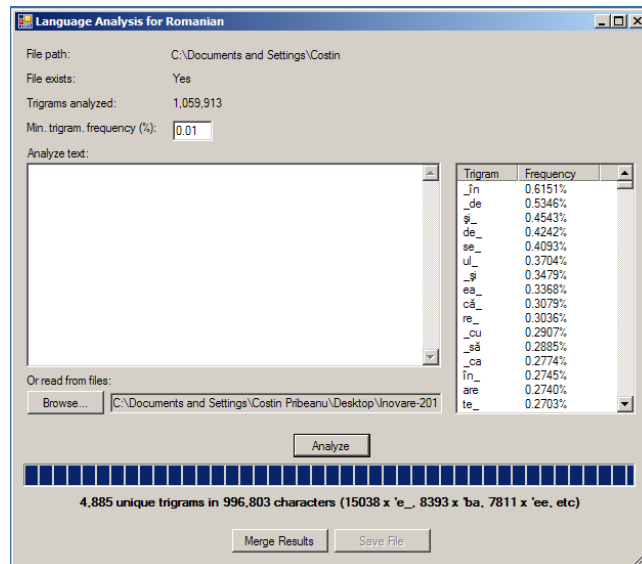 Language Analysis for Romanian
File path: C:\Documents and Settings\Costin
File exists: Yes
Trigrams analyzed: 1,059,913
Min. trigram. frequency (%): 0.01
Analyze text:
Trigram Frequency
_în 0.6151%
_de 0.5346%
şi_ 0.4543%
de_ 0.4242%
se_ 0.4093%
ul_ 0.3704%
_şi 0.3479%
ea_ 0.3368%
că_ 0.3079%
re_ 0.3036%
_cu 0.2907%
_să 0.2885%
_ca 0.2774%
în_ 0.2745%
are 0.2740%
te_ 0.2703%
Or read from files:
Browse... C:\Documents and Settings\Costin Pribeanu\Desktop\Inovare-201
Analyze
4,885 unique trigrams in 996,803 characters (15038 x 'e_, 8393 x 'ba, 7811 x 'ee, etc)
Merge Results Save File